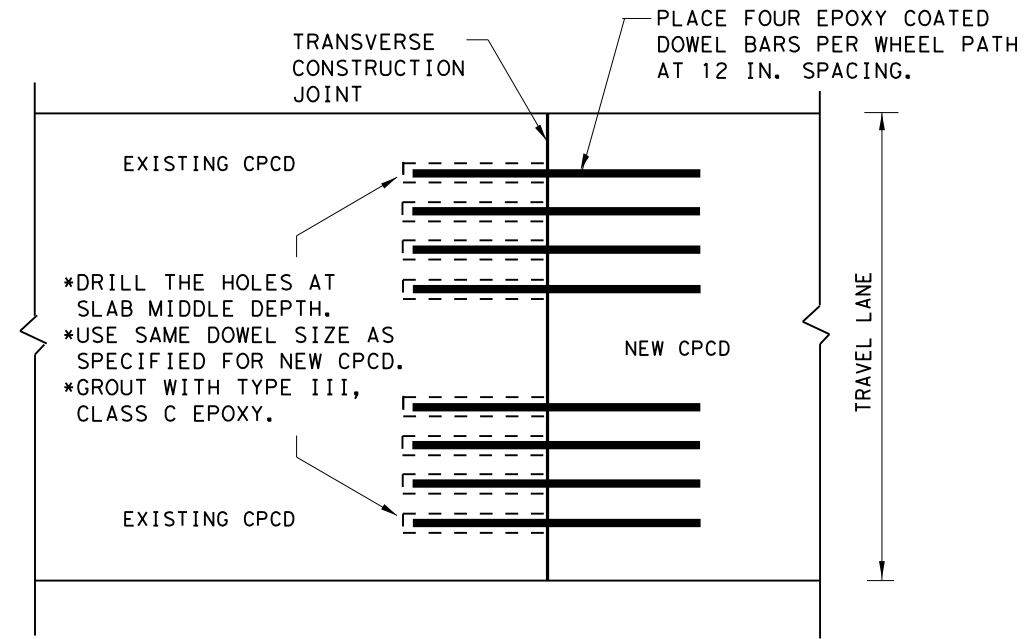 PLACE FOUR EPOXY COATED
DOWEL BARS PER WHEEL PATH
AT 12 IN. SPACING.
TRANSVERSE
CONSTRUCTION
JOINT
EXISTING CPCD
*DRILL THE HOLES AT
SLAB MIDDLE DEPTH.
*USE SAME DOWEL SIZE AS
SPECIFIED FOR NEW CPCD.
*GROUT WITH TYPE III,
CLASS C EPOXY.
NEW CPCD
TRAVEL LANE
EXISTING CPCD